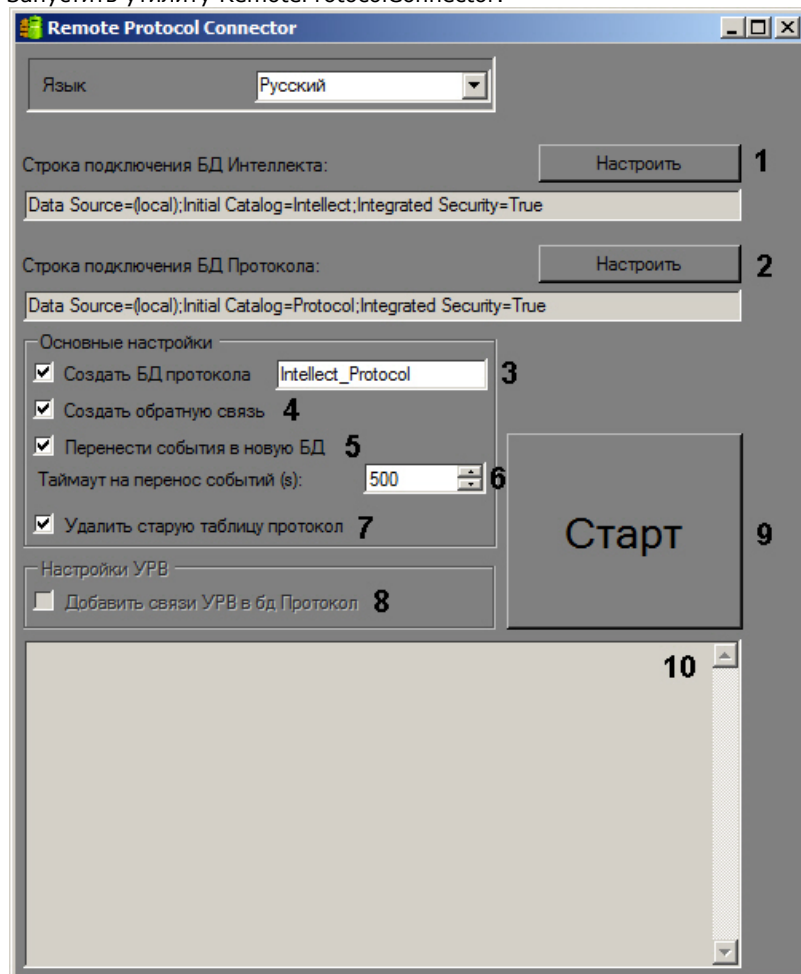 Запустить утилиту RemoteProtocolConnector.
Remote Protocol Connector
Язык Русский
Строка подключения БД Интеллекта: Настроить 1
Data Source=(local);Initial Catalog=Intellect;Integrated Security=True
Строка подключения БД Протокола: Настроить 2
Data Source=(local);Initial Catalog=Protocol;Integrated Security=True
Основные настройки
Создать БД протокола Intellect_Protocol 3
Создать обратную связь 4
Перенести события в новую БД 5
Таймаут на перенос событий (s): 500 6
Удалить старую таблицу протокол 7
Старт 9
Настройки УРВ
Добавить связи УРВ в бд Протокол 8
10